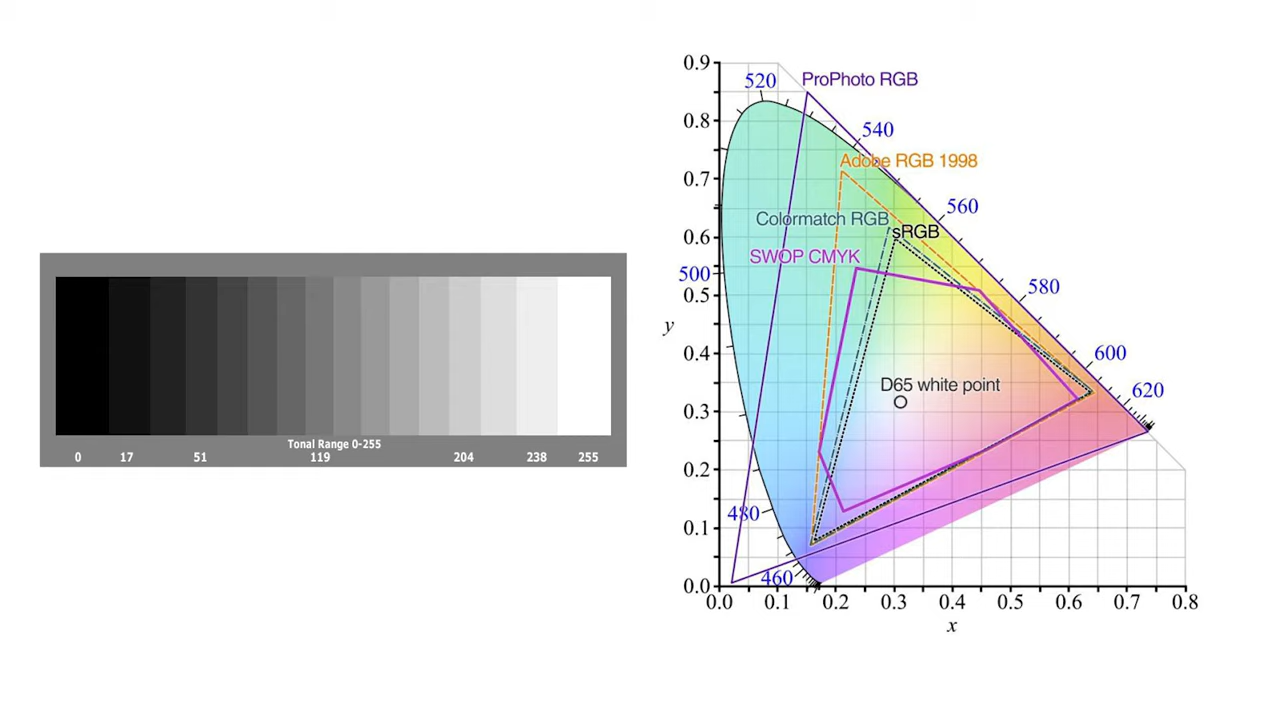 Tonal Range 0-255
0 17 51 119 204 238 255
0.9
520
ProPhoto RGB
0.8
540
Adobe RGB 1998
0.7
560
Colormatch RGB
0.6
sRGB
SWOP CMYK
500
580
0.5
y
0.4
600
D65 white point
620
0.3
0.2
480
0.1
460
0.0
0.0 0.1 0.2 0.3 0.4 0.5 0.6 0.7 0.8
x